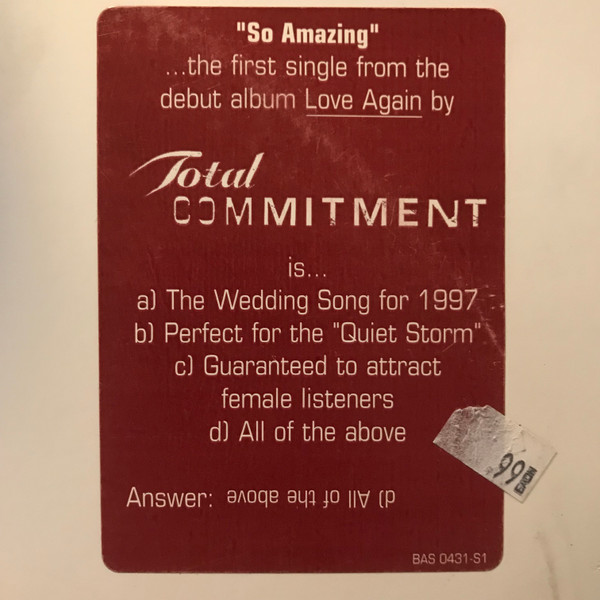 "So Amazing"
...the first single from the
debut album Love Again by
Total
COMMITMENT
is...
a) The Wedding Song for 1997
b) Perfect for the "Quiet Storm"
c) Guaranteed to attract
female listeners
d) All of the above
Answer: d) All of the above
BAS 0431-S1
99